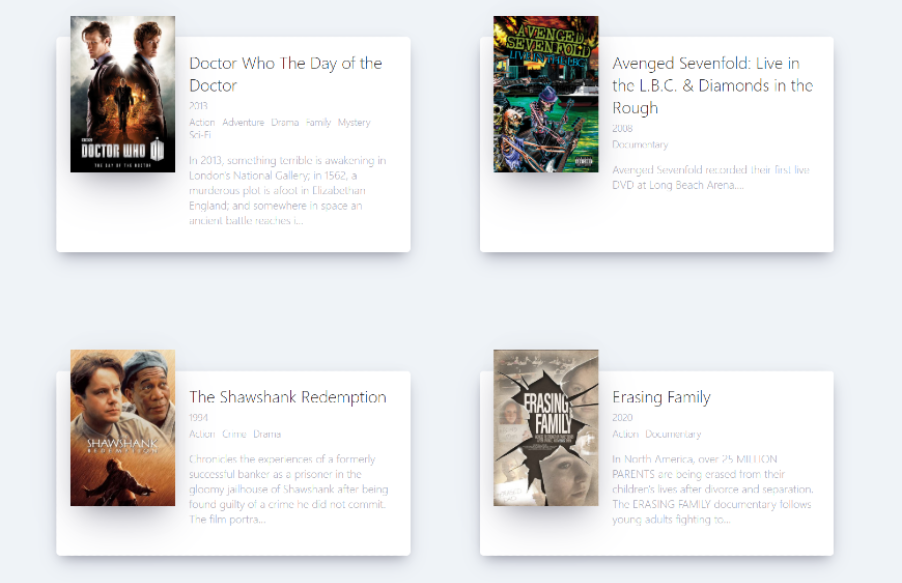 Doctor Who The Day of the
Doctor
2013
Action Adventure Drama Family Mystery
Sci-Fi
In 2013, something terrible is awakening in
London's National Gallery; in 1562, a
murderous plot is afoot in Elizabethan
England; and somewhere in space an
ancient battle reaches i...
DOCTOR WHO
THE DAY OF THE DOCTOR
Avenged Sevenfold: Live in
the L.B.C. & Diamonds in the
Rough
2008
Documentary
Avenged Sevenfold recorded their first live
DVD at Long Beach Arena....
AVENGED
SEVENFOLD
LIVE IN THE LBC
The Shawshank Redemption
1994
Action Crime Drama
Chronicles the experiences of a formerly
successful banker as a prisoner in the
gloomy jailhouse of Shawshank after being
found guilty of a crime he did not commit.
The film portra...
SHAWSHANK
REDEMPTION
Erasing Family
2020
Action Documentary
In North America, over 25 MILLION
PARENTS are being erased from their
children's lives after divorce and separation.
The ERASING FAMILY documentary follows
young adults fighting to...
ERASING
FAMILY